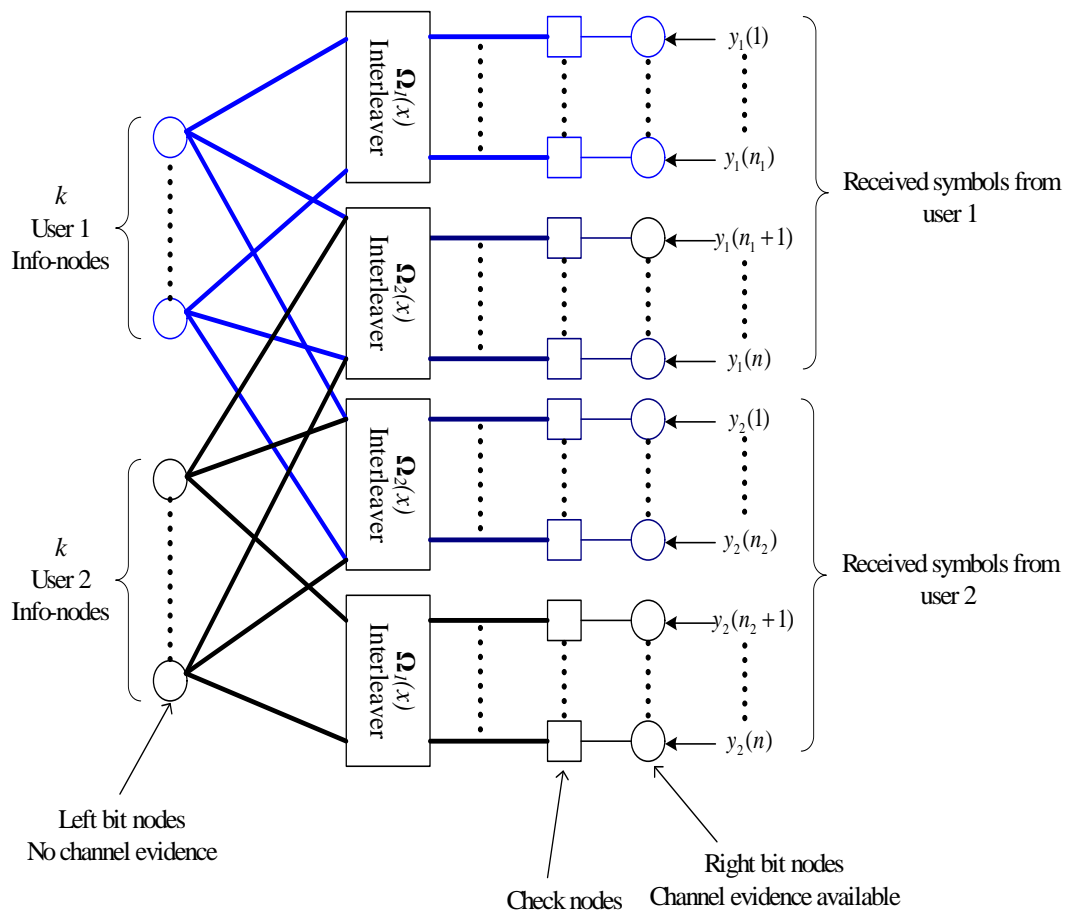 Ω1(x)
Interleaver
y1(1)
y1(n1)
k
User 1
Info-nodes
Received symbols from
user 1
Ω2(x)
Interleaver
y1(n1+1)
y1(n)
Ω2(x)
Interleaver
y2(1)
y2(n2)
k
User 2
Info-nodes
Received symbols from
user 2
Ω1(x)
Interleaver
y2(n2+1)
y2(n)
Left bit nodes
No channel evidence
Check nodes
Right bit nodes
Channel evidence available